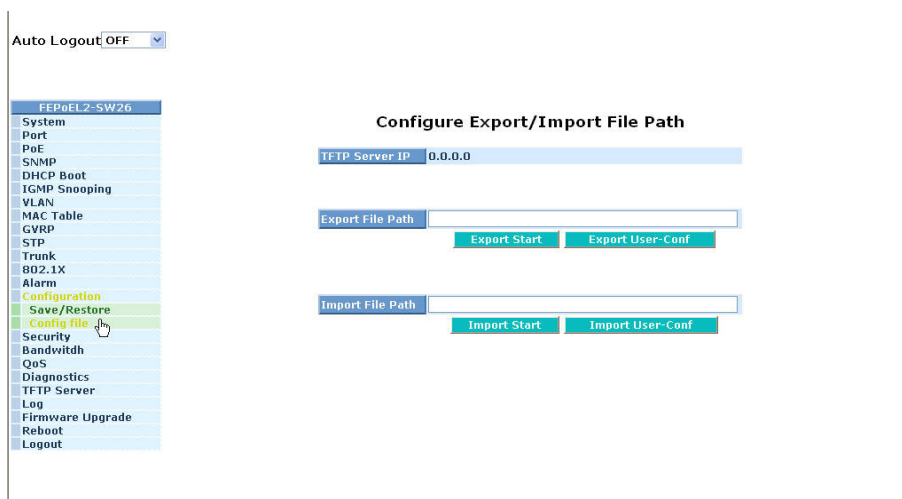 Auto Logout OFF
FEPoEL2-SW26
System
Port
PoE
SNMP
DHCP Boot
IGMP Snooping
VLAN
MAC Table
GVRP
STP
Trunk
802.1X
Alarm
Configuration
Save/Restore
Config file
Security
Bandwitdh
QoS
Diagnostics
TFTP Server
Log
Firmware Upgrade
Reboot
Logout
Configure Export/Import File Path
TFTP Server IP 0.0.0.0
Export File Path
Export Start Export User-Conf
Import File Path
Import Start Import User-Conf